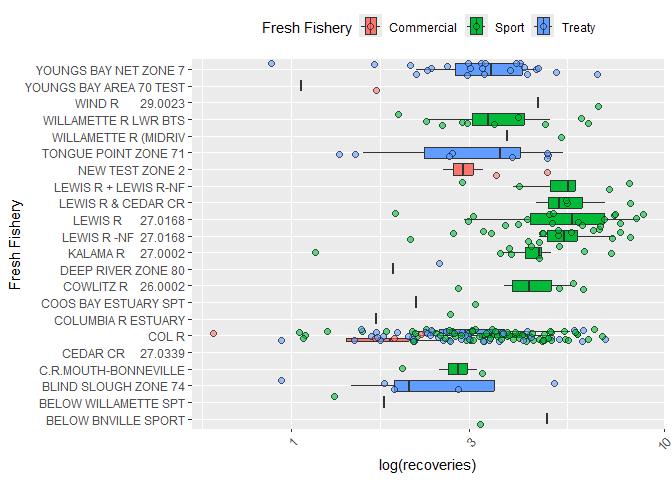 Fresh Fishery Commercial Sport Treaty
Fresh Fishery
YOUNGS BAY NET ZONE 7
YOUNGS BAY AREA 70 TEST
WIND R 29.0023
WILLAMETTE R LWR BTS
WILLAMETTE R (MIDRIV
TONGUE POINT ZONE 71
NEW TEST ZONE 2
LEWIS R + LEWIS R-NF
LEWIS R & CEDAR CR
LEWIS R 27.0168
LEWIS R -NF 27.0168
KALAMA R 27.0002
DEEP RIVER ZONE 80
COWLITZ R 26.0002
COOS BAY ESTUARY SPT
COLUMBIA R ESTUARY
COL R
CEDAR CR 27.0339
C.R.MOUTH-BONNEVILLE
BLIND SLOUGH ZONE 74
BELOW WILLAMETTE SPT
BELOW BNVILLE SPORT
1 3 10
log(recoveries)